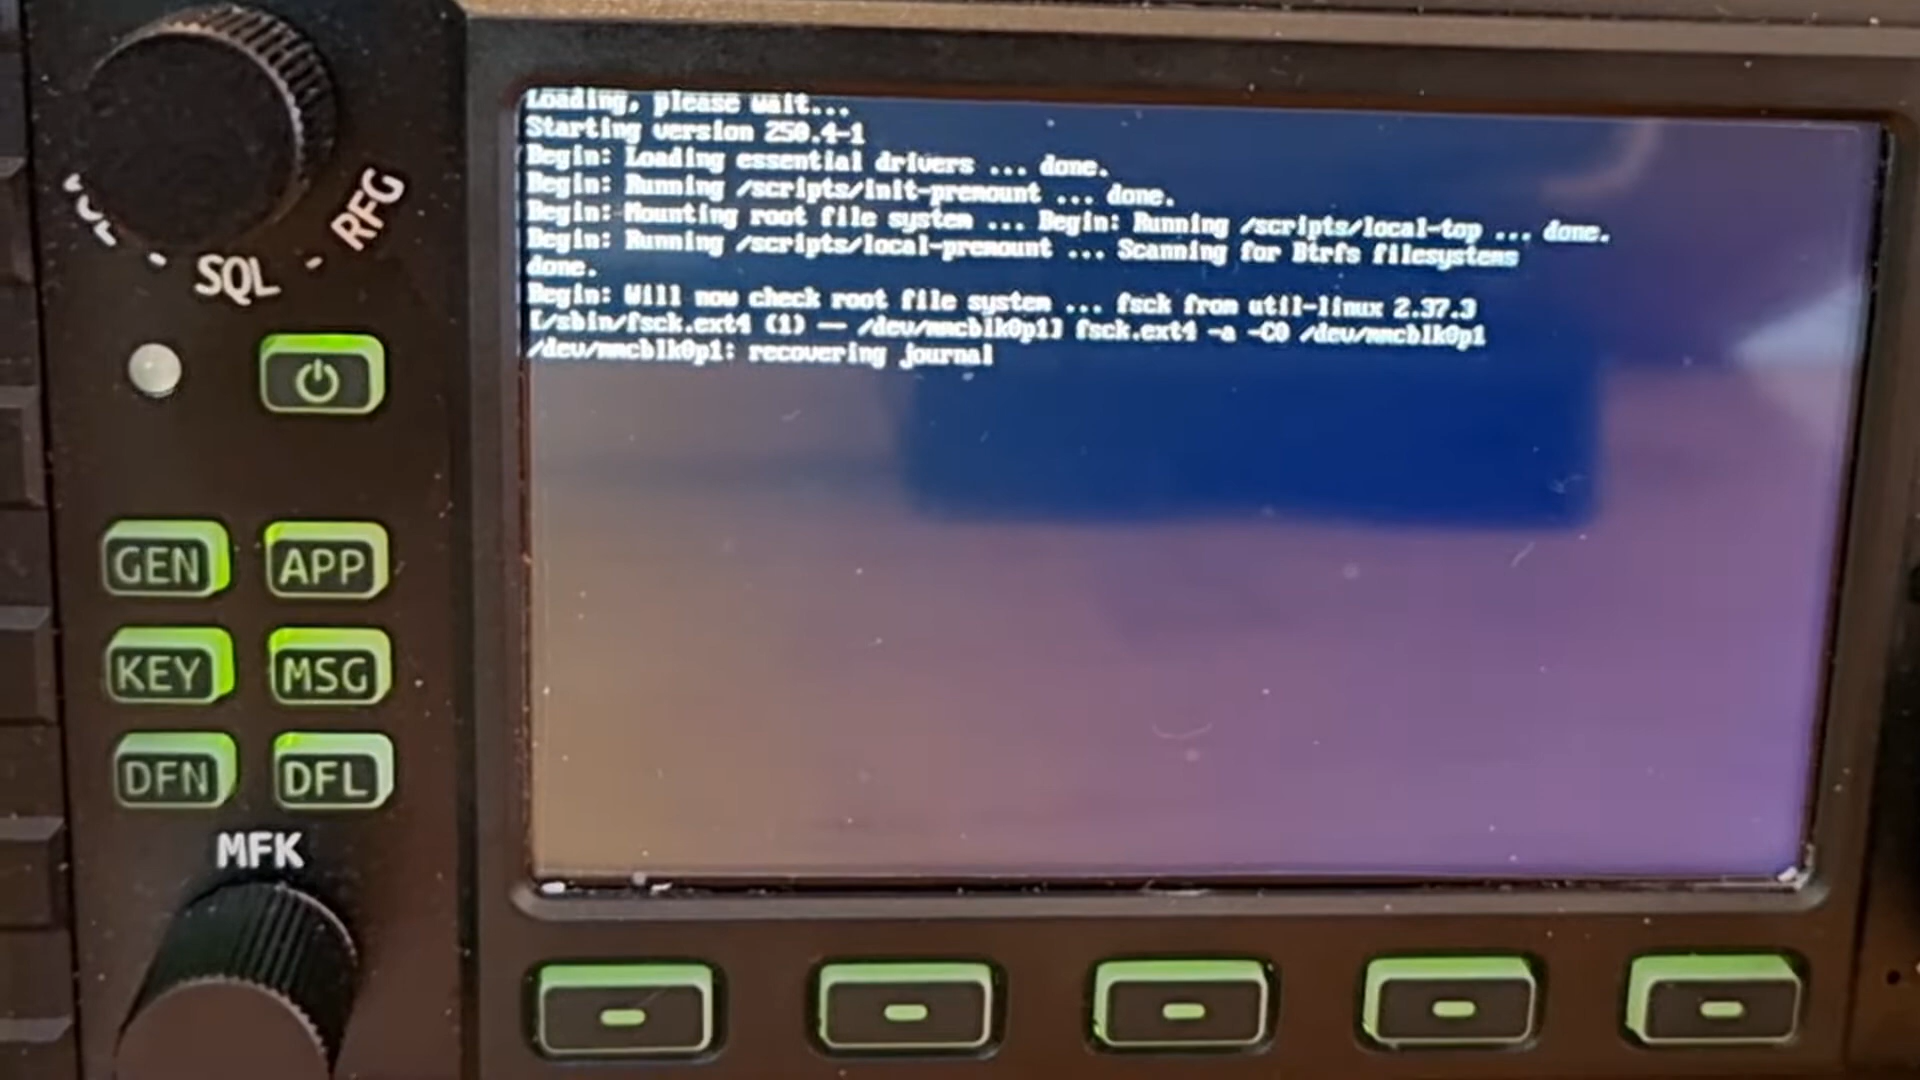 Loading, please wait...
Starting version 250.4-1
Begin: Loading essential drivers ... done.
Begin: Running /scripts/init-premount ... done.
Begin: Mounting root file system ... Begin: Running /scripts/local-top ... done.
Begin: Running /scripts/local-premount ... Scanning for Btrfs filesystems
done.
Begin: Will now check root file system ... fsck from util-linux 2.37.3
[/sbin/fsck.ext4 (1) -- /dev/mmcblk0p1] fsck.ext4 -a -C0 /dev/mmcblk0p1
/dev/mmcblk0p1: recovering journal
VOL - SQL - RFG
GEN APP
KEY MSG
DFN DFL
MFK